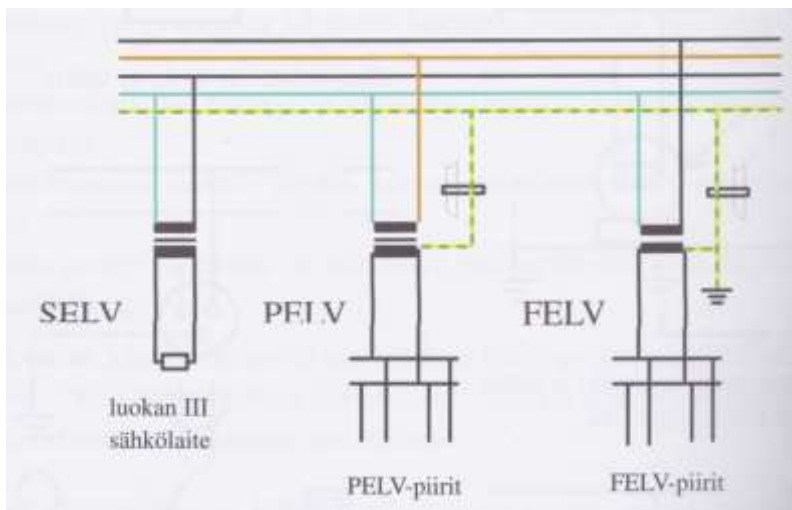 SELV
PELV
FELV
luokan III
sähkölaite
PELV-piirit
FELV-piirit